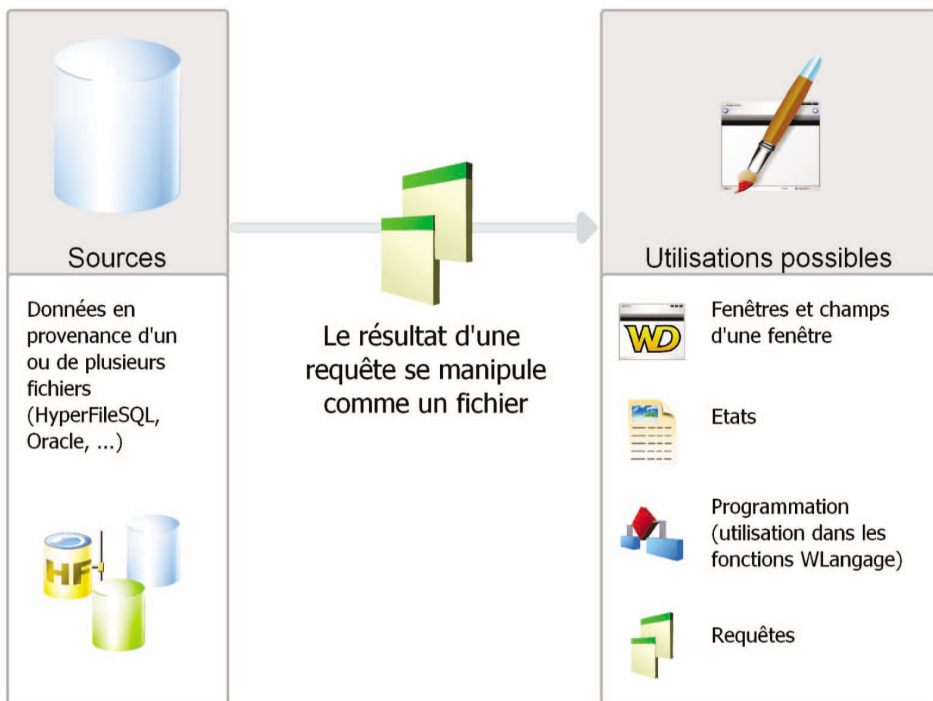 Sources
Données en
provenance d'un
ou de plusieurs
fichiers
(HyperFileSQL,
Oracle, ...)
HF
Le résultat d'une
requête se manipule
comme un fichier
Utilisations possibles
WD
Fenêtres et champs
d'une fenêtre
Etats
Programmation
(utilisation dans les
fonctions WLangage)
Requêtes